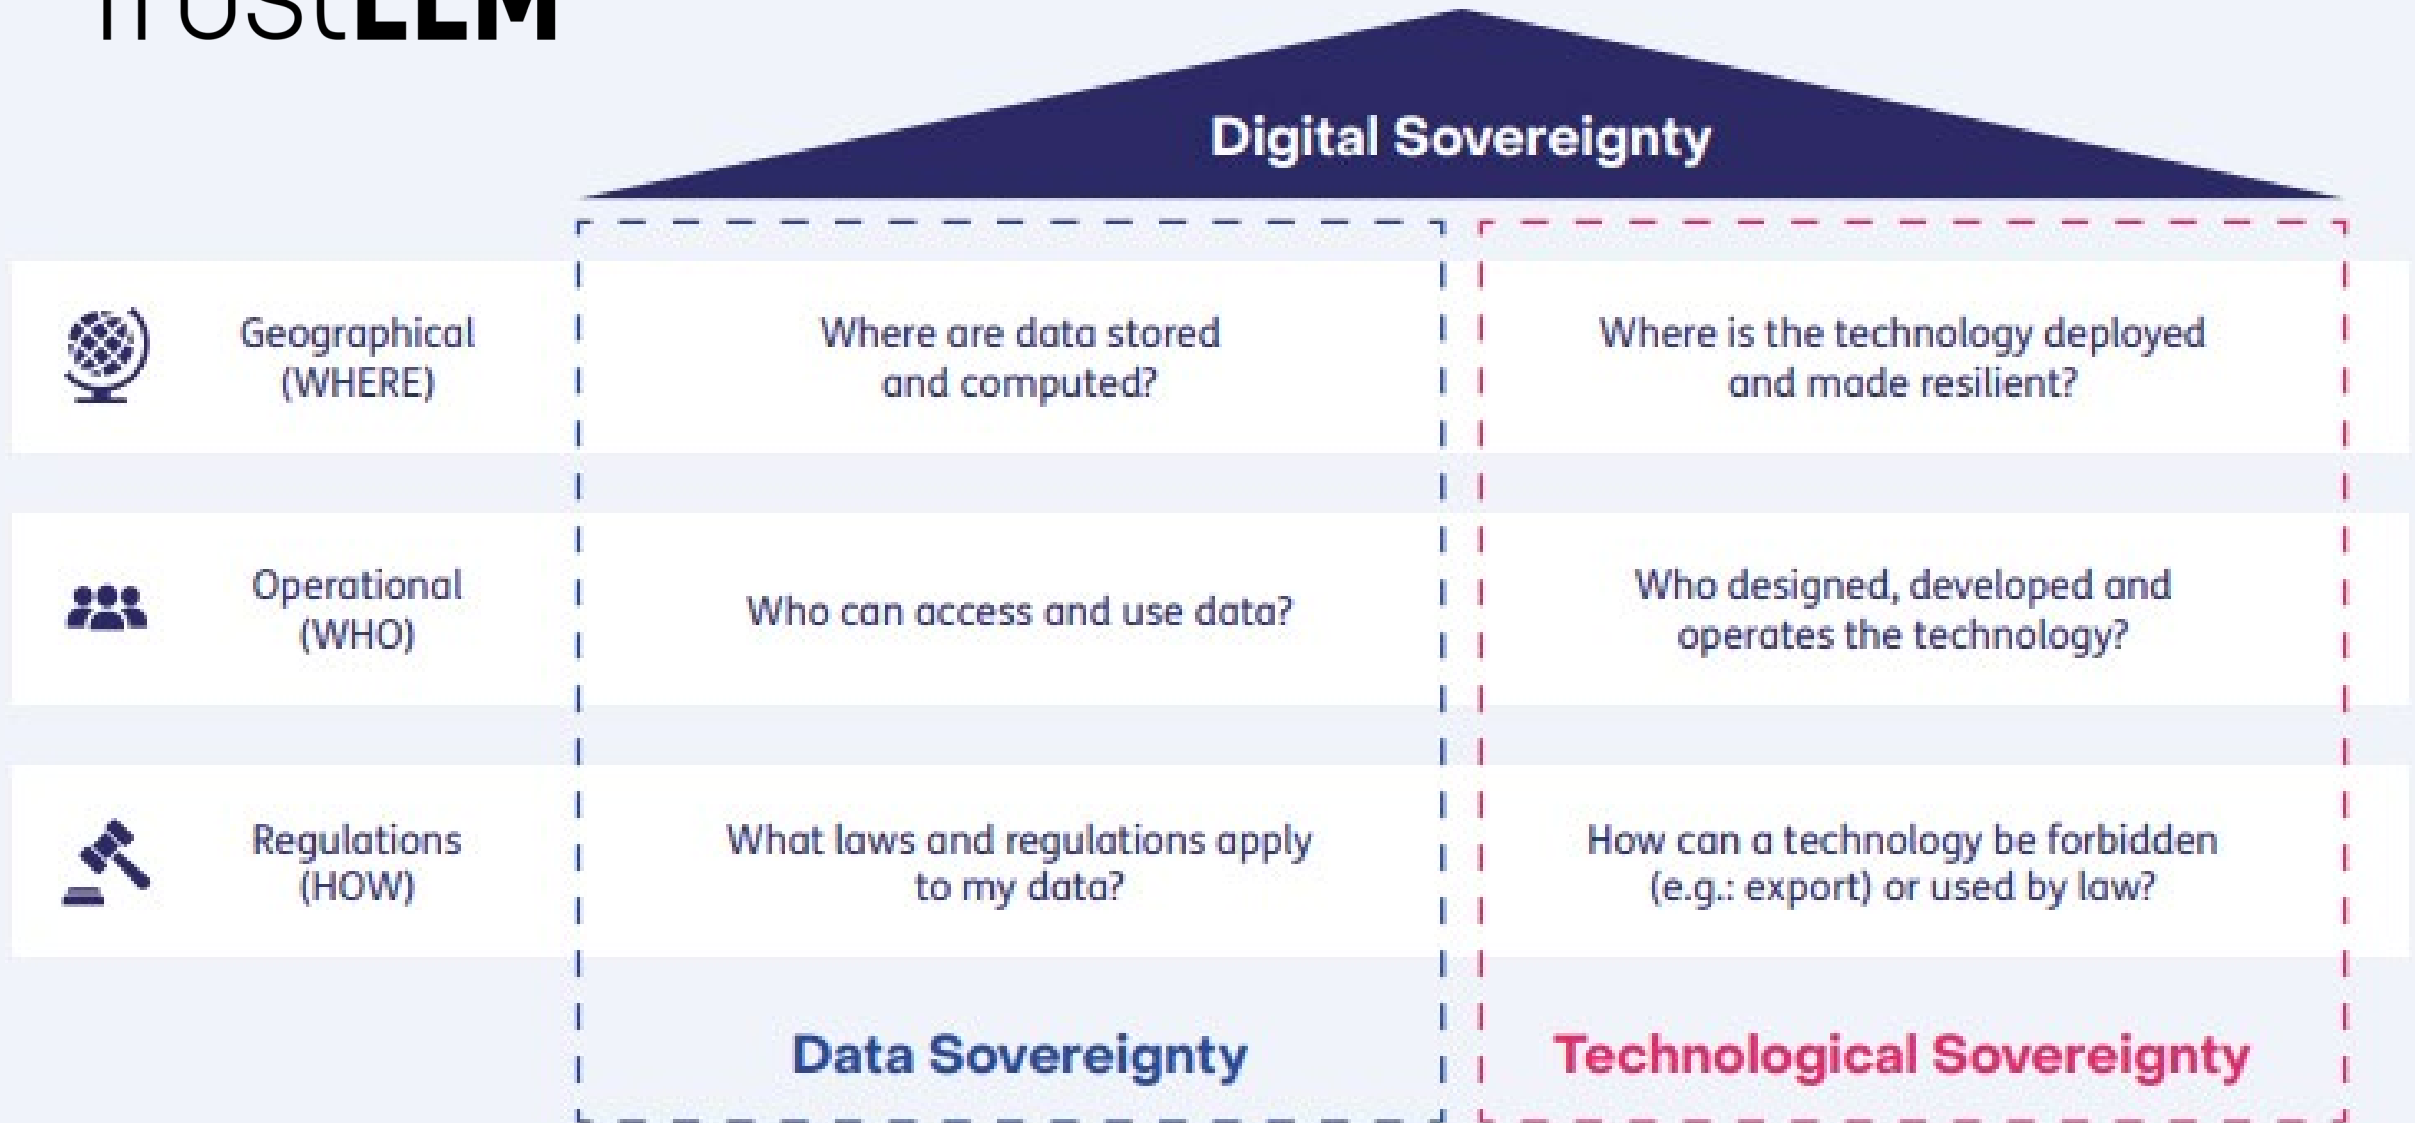 TrustLLM
Digital Sovereignty
Geographical
(WHERE)
Where are data stored
and computed?
Where is the technology deployed
and made resilient?
Operational
(WHO)
Who can access and use data?
Who designed, developed and
operates the technology?
Regulations
(HOW)
What laws and regulations apply
to my data?
How can a technology be forbidden
(e.g.: export) or used by law?
Data Sovereignty
Technological Sovereignty